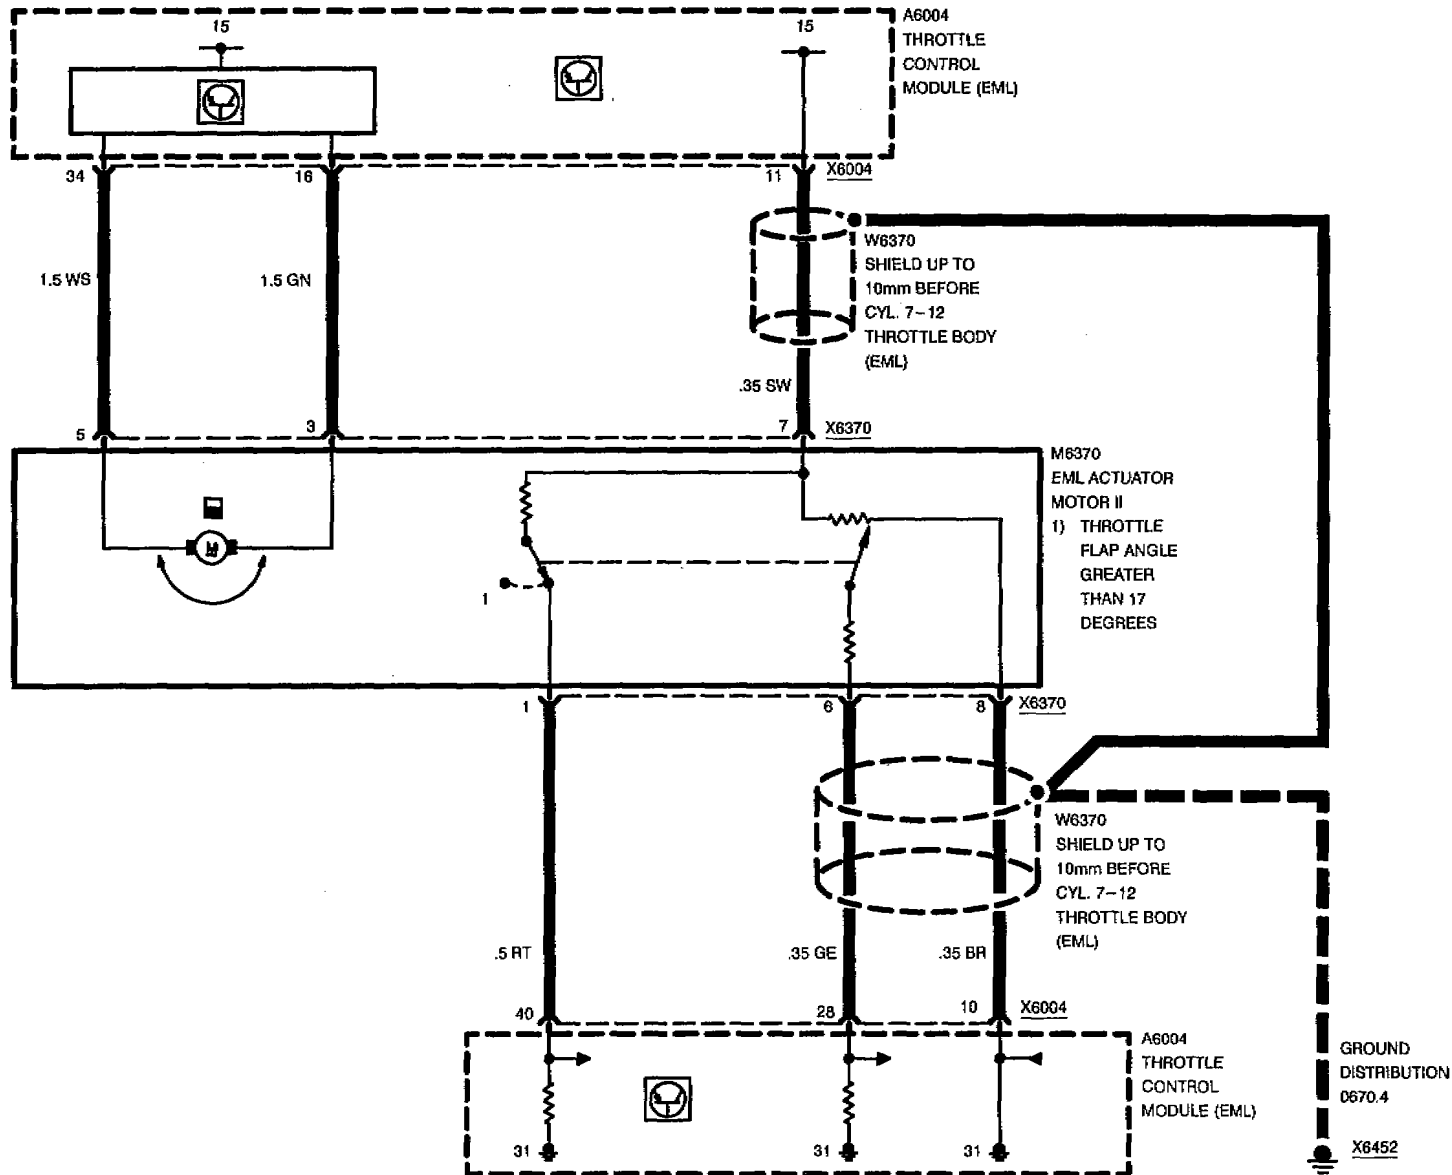 15
15
A6004
THROTTLE
CONTROL
MODULE (EML)
34
16
11
X6004
W6370
SHIELD UP TO
10mm BEFORE
CYL. 7-12
THROTTLE BODY
(EML)
1.5 WS
1.5 GN
.35 SW
5
3
7
X6370
M6370
EML ACTUATOR
MOTOR II
1) THROTTLE
FLAP ANGLE
GREATER
THAN 17
DEGREES
M
1
1
6
8
X6370
W6370
SHIELD UP TO
10mm BEFORE
CYL. 7-12
THROTTLE BODY
(EML)
.5 RT
.35 GE
.35 BR
40
28
10
X6004
A6004
THROTTLE
CONTROL
MODULE (EML)
31
31
31
GROUND
DISTRIBUTION
0670.4
X6452